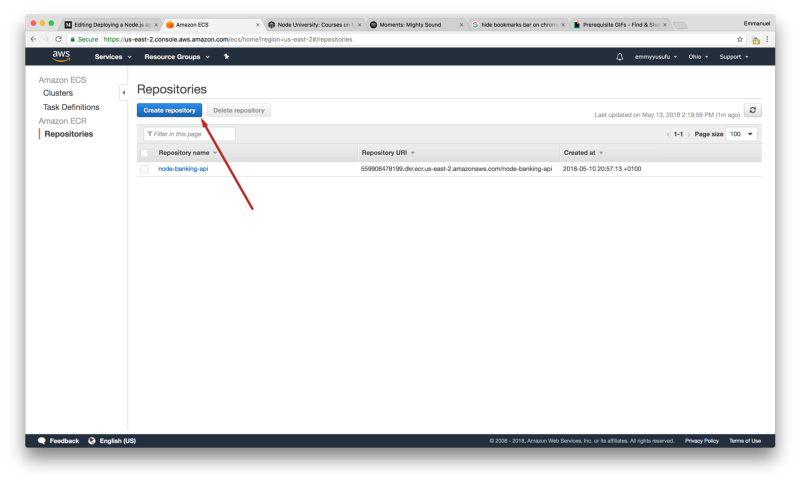 Editing Deploying a Node.js a
Amazon ECS
Node University: Courses on N
Moments: Mighty Sound
hide bookmarks bar on chrome
Prerequisite GIFs - Find & Sha
Emmanuel
Secure https://us-east-2.console.aws.amazon.com/ecs/home?region=us-east-2#/repositories
aws Services Resource Groups emmyyusufu Ohio Support
Amazon ECS
Clusters
Task Definitions
Amazon ECR
Repositories
Repositories
Create repository Delete repository
Last updated on May 13, 2018 2:19:59 PM (1m ago)
Filter in this page
1-1 Page size 100
Repository name Repository URI Created at
node-banking-api 559908478199.dkr.ecr.us-east-2.amazonaws.com/node-banking-api 2018-05-10 20:57:13 +0100
Feedback English (US)
© 2008 - 2018, Amazon Web Services, Inc. or its affiliates. All rights reserved. Privacy Policy Terms of Use